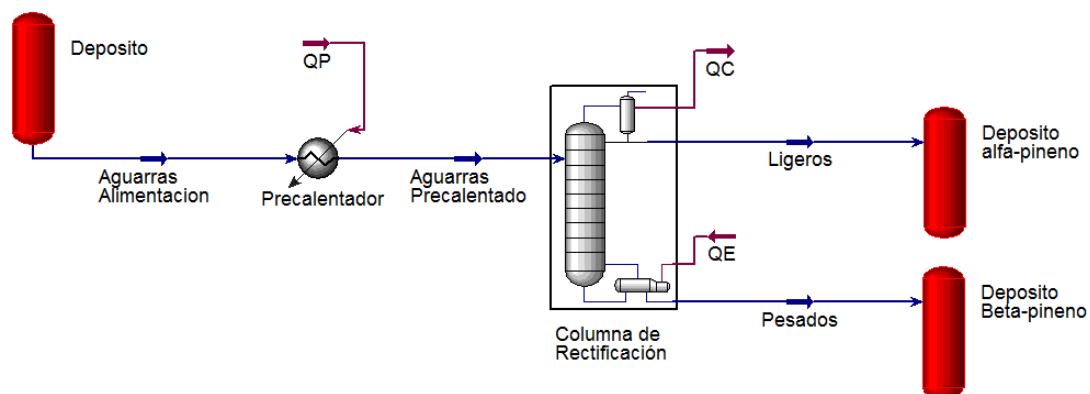 Deposito
QP
QC
Aguarras
Alimentacion
Precalentador
Aguarras
Precalentado
Ligeros
Deposito
alfa-pineno
QE
Columna de
Rectificación
Pesados
Deposito
Beta-pineno